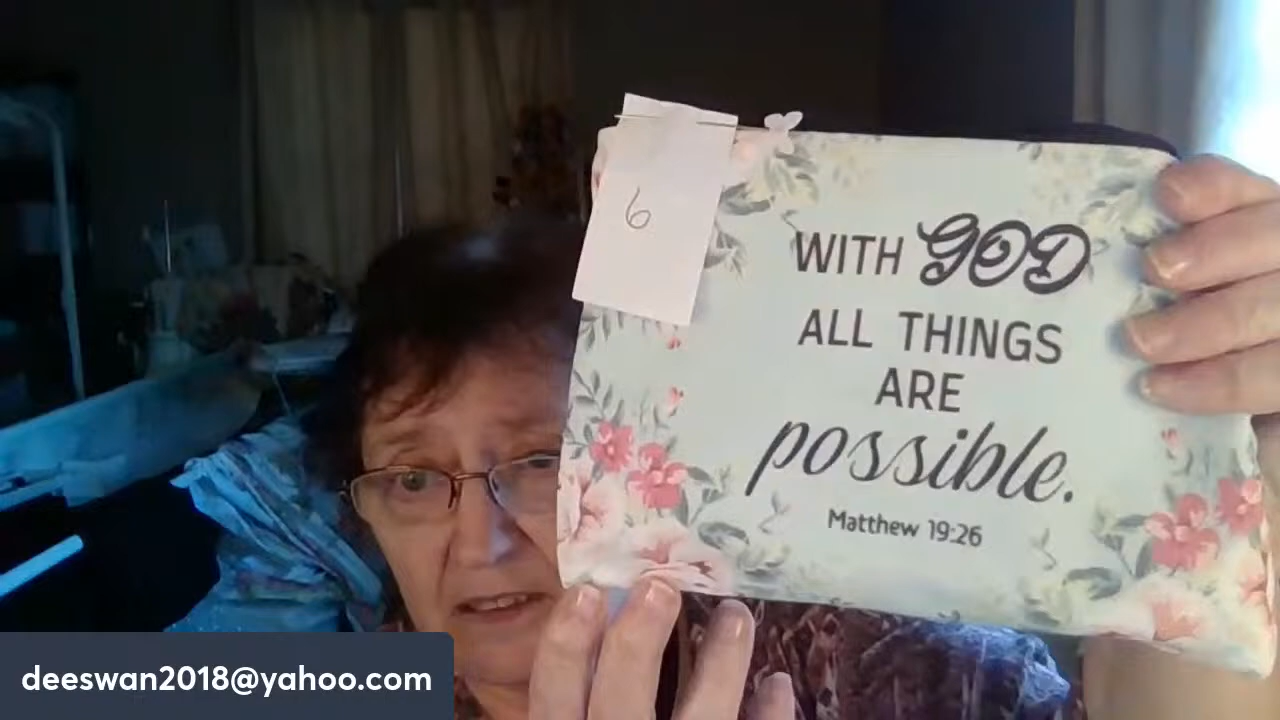 6
WITH GOD
ALL THINGS
ARE
possible.
Matthew 19:26
deeswan2018@yahoo.com